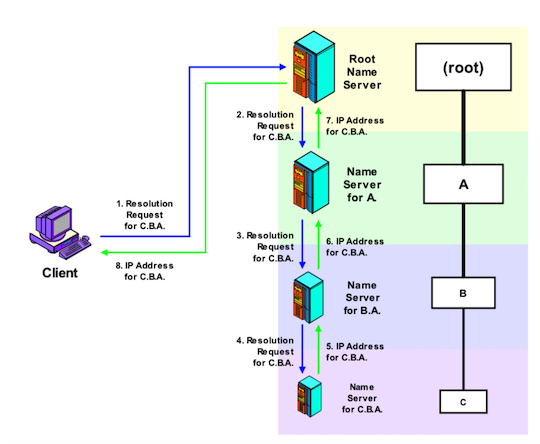 Root
Name
Server
(root)
2. Resolution
Request
for C.B.A.
7. IP Address
for C.B.A.
Name
Server
for A.
A
1. Resolution
Request
for C.B.A.
Client
8. IP Address
for C.B.A.
3. Resolution
Request
for C.B.A.
6. IP Address
for C.B.A.
Name
Server
for B.A.
B
4. Resolution
Request
for C.B.A.
5. IP Address
for C.B.A.
Name
Server
for C.B.A.
C